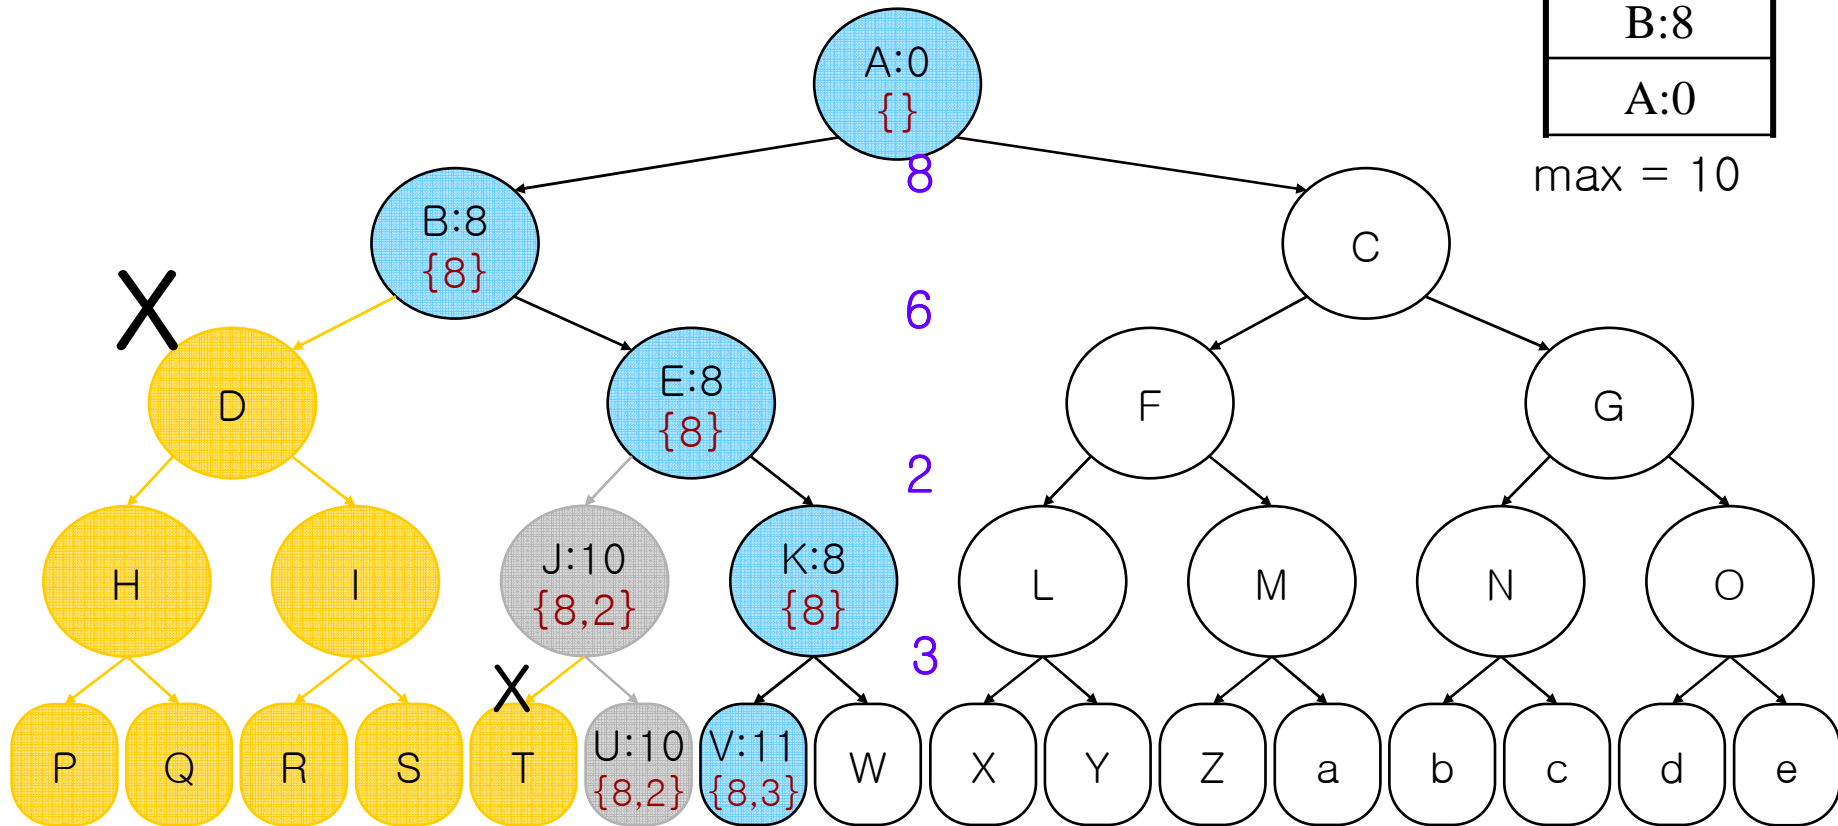 A:0
{}
B:8
A:0
max = 10
8
B:8
{8}
C
X
6
D
E:8
{8}
F
G
2
H
I
J:10
{8,2}
K:8
{8}
L
M
N
O
3
X
P
Q
R
S
T
U:10
{8,2}
V:11
{8,3}
W
X
Y
Z
a
b
c
d
e